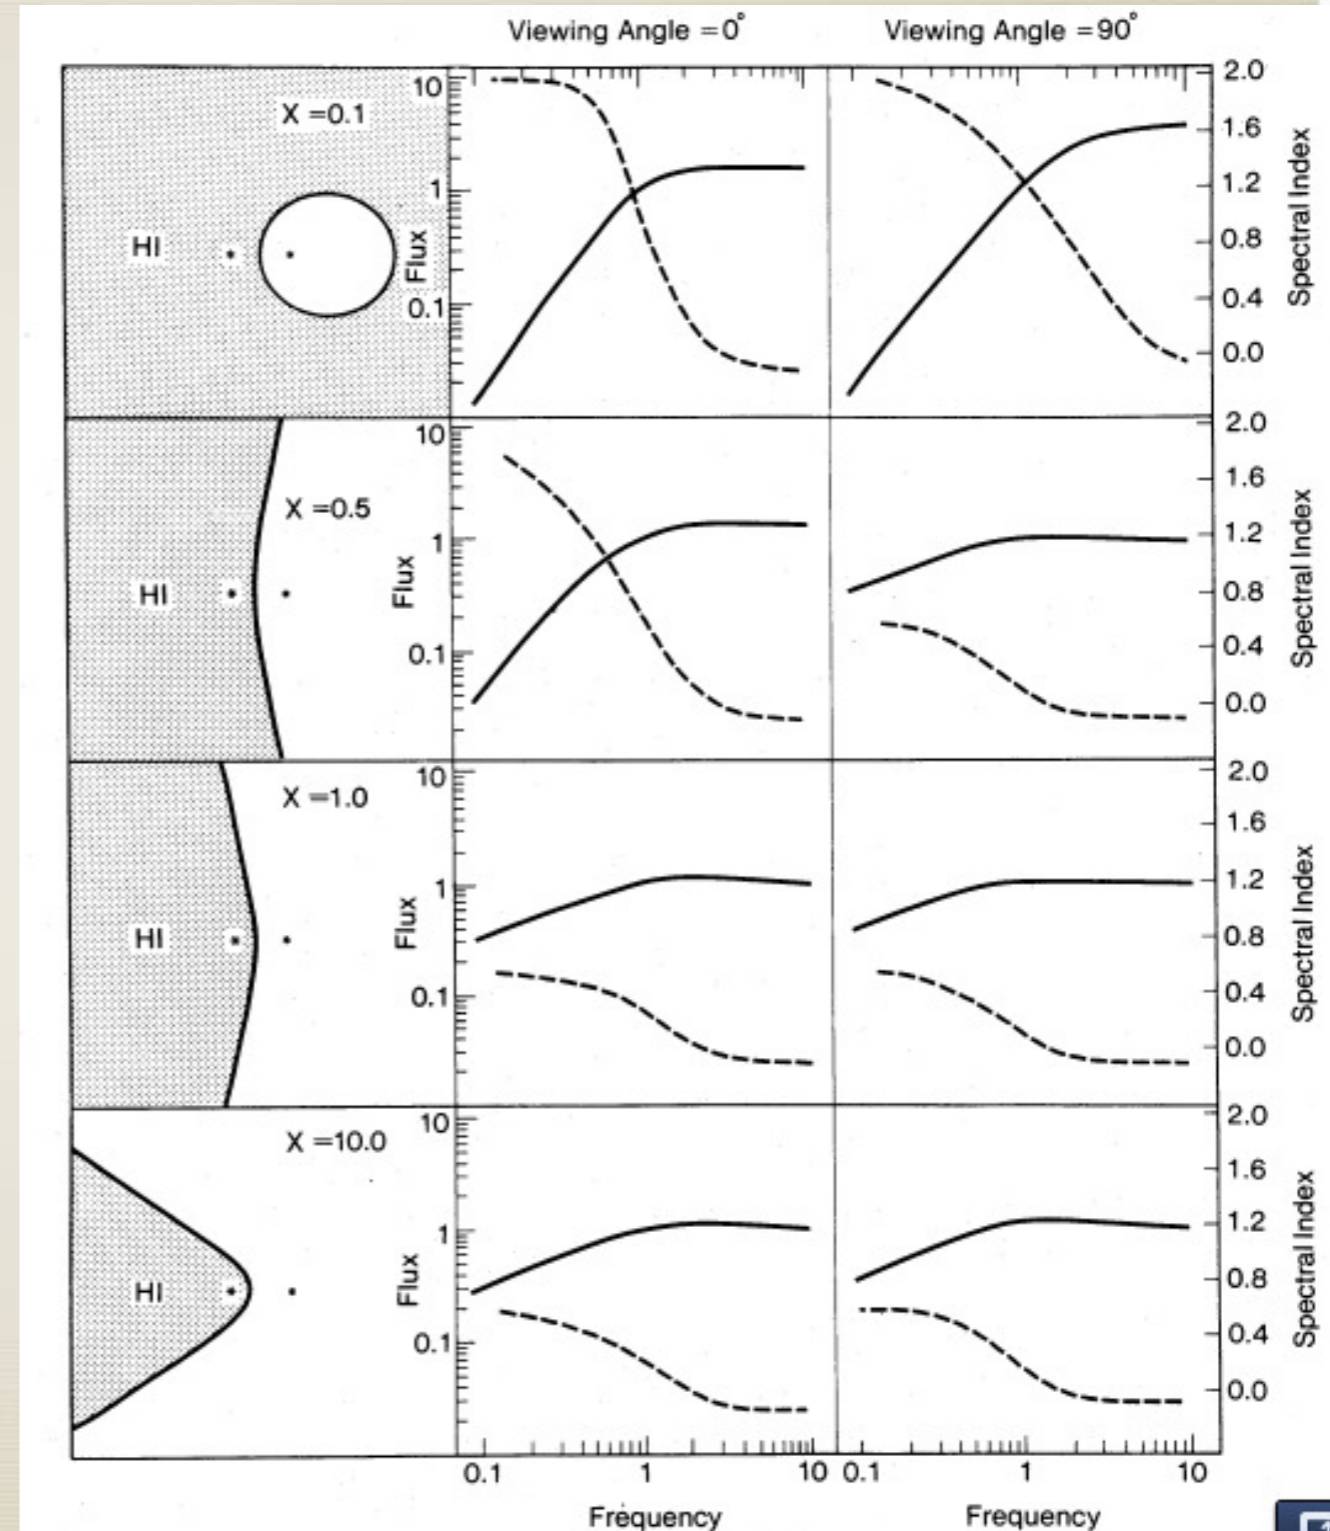 Viewing Angle =0°
Viewing Angle =90°
X =0.1
HI
Flux
10
1
0.1
2.0
1.6
1.2
0.8
0.4
0.0
Spectral Index
X =0.5
HI
Flux
10
1
0.1
2.0
1.6
1.2
0.8
0.4
0.0
Spectral Index
X =1.0
HI
Flux
10
1
0.1
2.0
1.6
1.2
0.8
0.4
0.0
Spectral Index
X =10.0
HI
Flux
10
1
0.1
2.0
1.6
1.2
0.8
0.4
0.0
Spectral Index
0.1 1 10
0.1 1 10
Frequency
Frequency